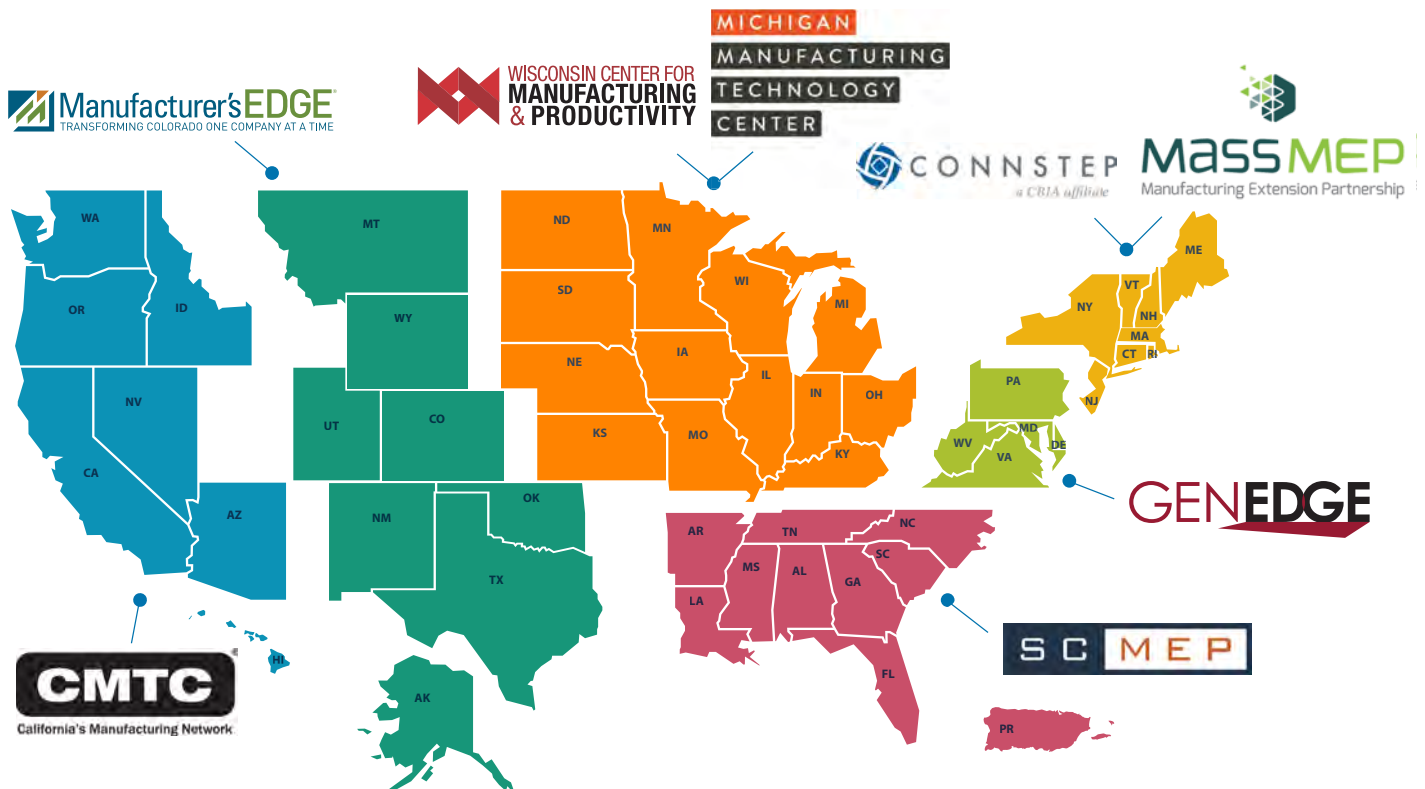 MICHIGAN
MANUFACTURING
TECHNOLOGY
CENTER
WISCONSIN CENTER FOR
MANUFACTURING
& PRODUCTIVITY
Manufacturer's EDGE
TRANSFORMING COLORADO ONE COMPANY AT A TIME
CONNSTEP
a CBIA affiliate
MassMEP
Manufacturing Extension Partnership
WA
OR
ID
NV
CA
AZ
HI
MT
WY
UT
CO
NM
OK
TX
AK
ND
MN
SD
WI
MI
NE
IA
IL
IN
OH
KS
MO
KY
ME
VT
NY
NH
MA
CT
RI
NJ
PA
MD
WV
VA
DE
AR
TN
NC
SC
MS
AL
GA
LA
FL
PR
GENEDGE
SC MEP
CMTC
®
California's Manufacturing Network